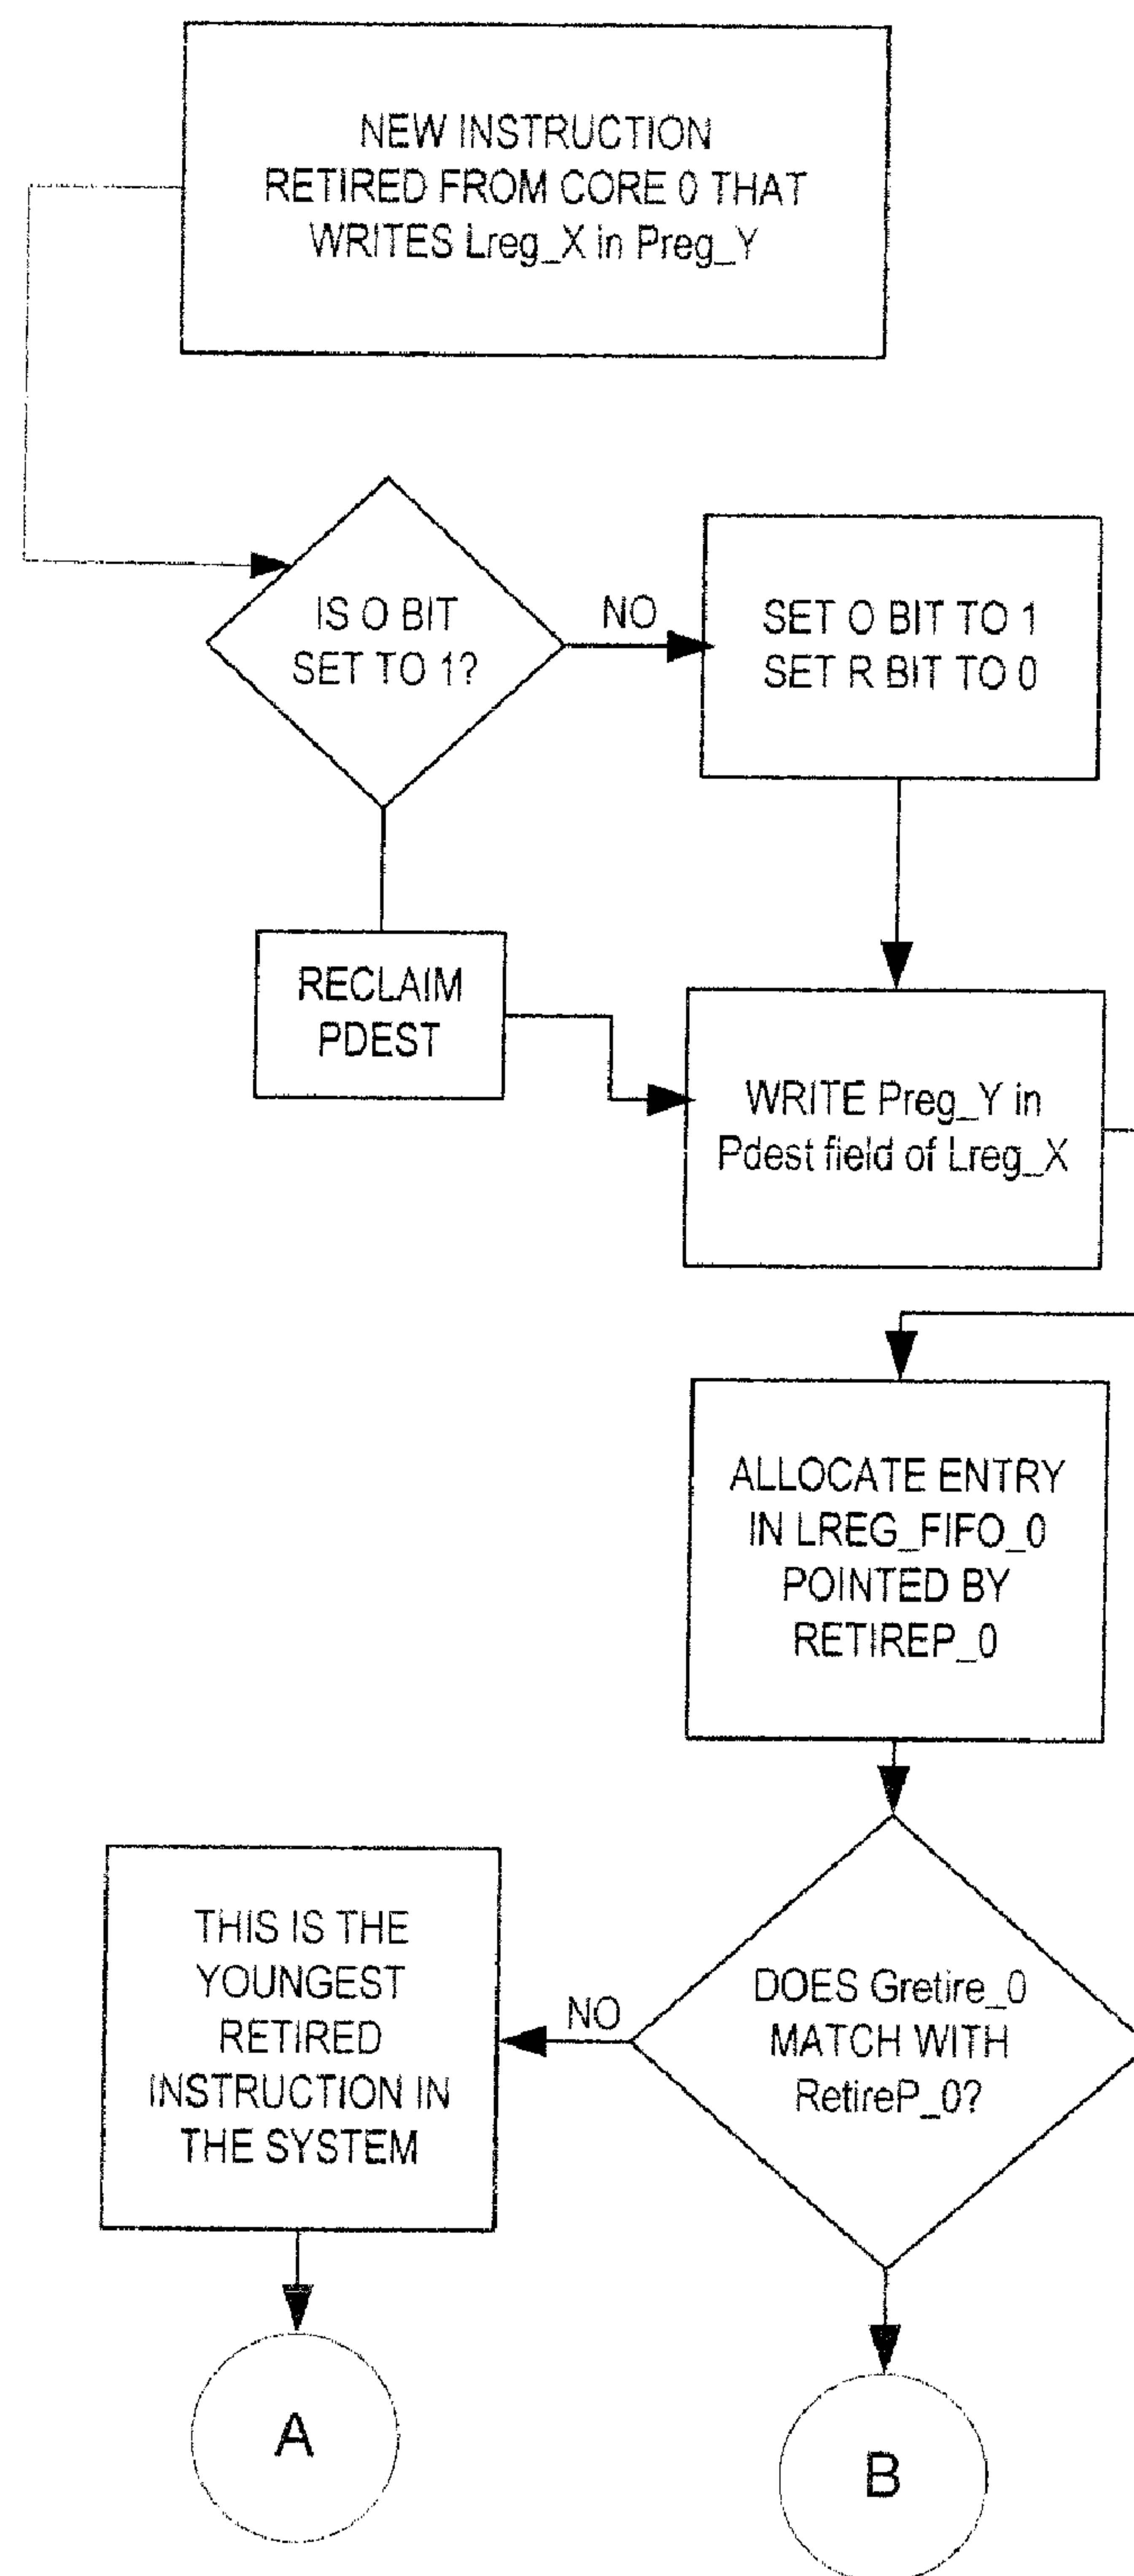 NEW INSTRUCTION
RETIRED FROM CORE 0 THAT
WRITES Lreg_X in Preg_Y
IS O BIT
SET TO 1?
NO
SET O BIT TO 1
SET R BIT TO 0
RECLAIM
PDEST
WRITE Preg_Y in
Pdest field of Lreg_X
ALLOCATE ENTRY
IN LREG_FIFO_0
POINTED BY
RETIREP_0
DOES Gretire_0
MATCH WITH
RetireP_0?
NO
THIS IS THE
YOUNGEST
RETIRED
INSTRUCTION IN
THE SYSTEM
A
B